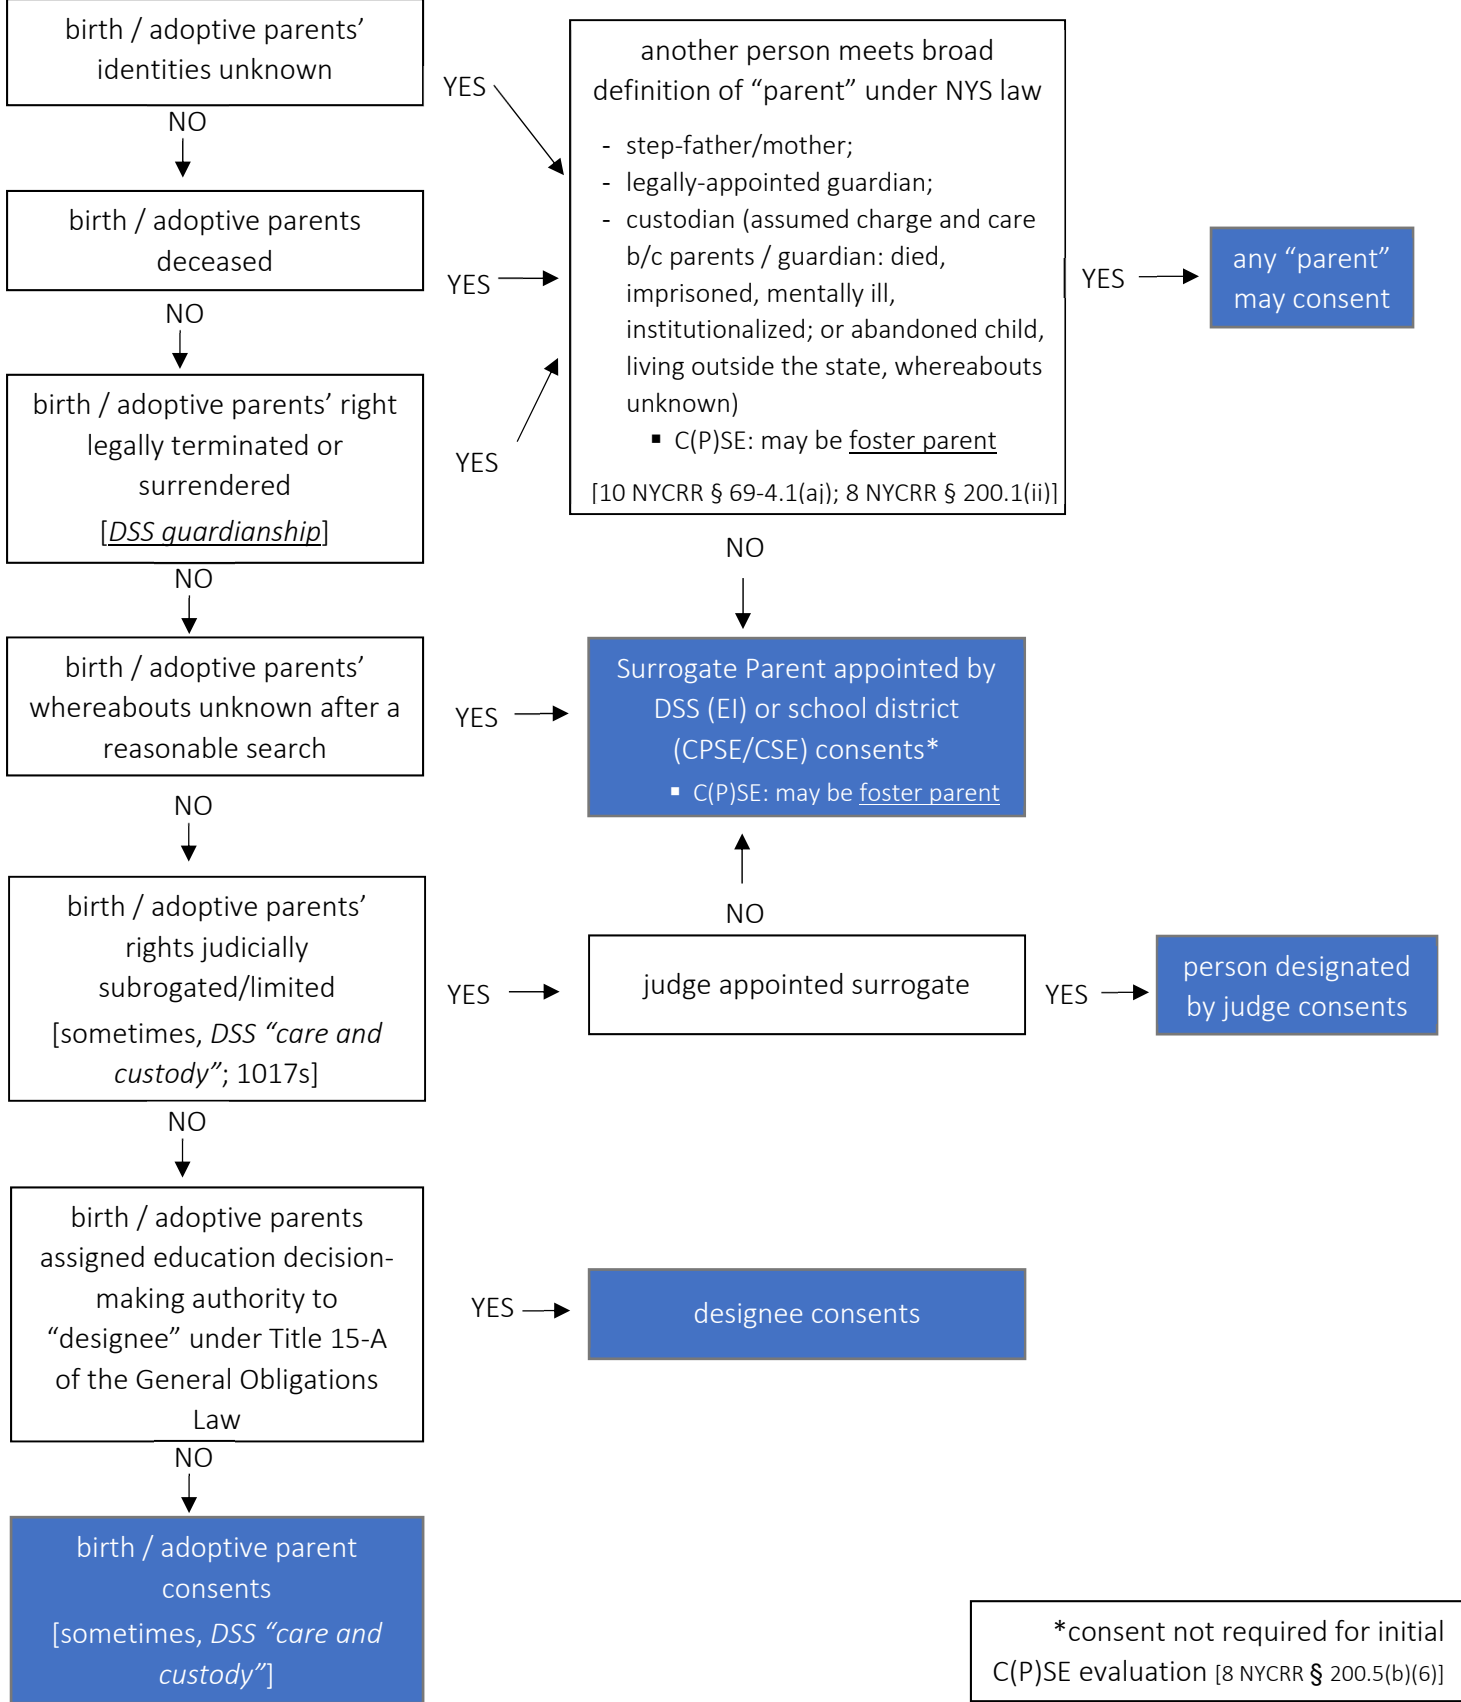 birth / adoptive parents’
identities unknown
YES
NO
another person meets broad
definition of “parent” under NYS law
- step-father/mother;
- legally-appointed guardian;
- custodian (assumed charge and care
b/c parents / guardian: died,
imprisoned, mentally ill,
institutionalized; or abandoned child,
living outside the state, whereabouts
unknown)
▪ C(P)SE: may be foster parent
[10 NYCRR § 69-4.1(aj); 8 NYCRR § 200.1(ii)]
YES
any “parent”
may consent
NO
birth / adoptive parents
deceased
YES
NO
birth / adoptive parents’ right
legally terminated or
surrendered
[DSS guardianship]
YES
NO
birth / adoptive parents’
whereabouts unknown after a
reasonable search
YES
Surrogate Parent appointed by
DSS (EI) or school district
(CPSE/CSE) consents*
▪ C(P)SE: may be foster parent
NO
birth / adoptive parents’
rights judicially
subrogated/limited
[sometimes, DSS “care and
custody”; 1017s]
YES
NO
judge appointed surrogate
YES
person designated
by judge consents
NO
birth / adoptive parents
assigned education decision-
making authority to
“designee” under Title 15-A
of the General Obligations
Law
YES
designee consents
NO
birth / adoptive parent
consents
[sometimes, DSS “care and
custody”]
*consent not required for initial
C(P)SE evaluation [8 NYCRR § 200.5(b)(6)]